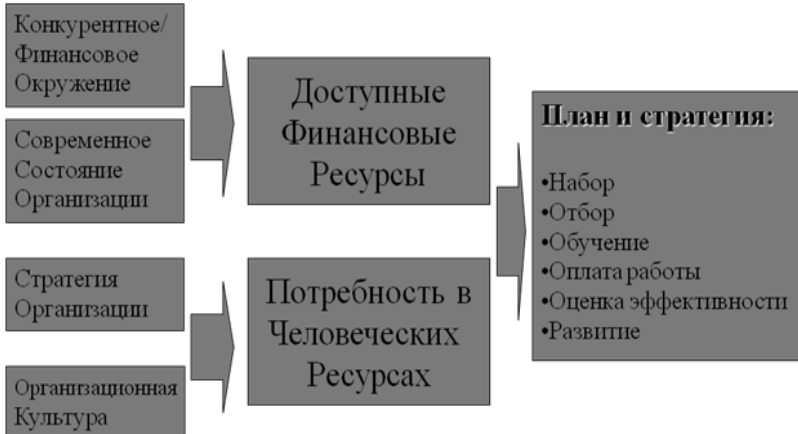 Конкурентное/
Финансовое
Окружение
Современное
Состояние
Организации
Стратегия
Организации
Организационная
Культура
Доступные
Финансовые
Ресурсы
Потребность в
Человеческих
Ресурсах
План и стратегия:
•Набор
•Отбор
•Обучение
•Оплата работы
•Оценка эффективности
•Развитие